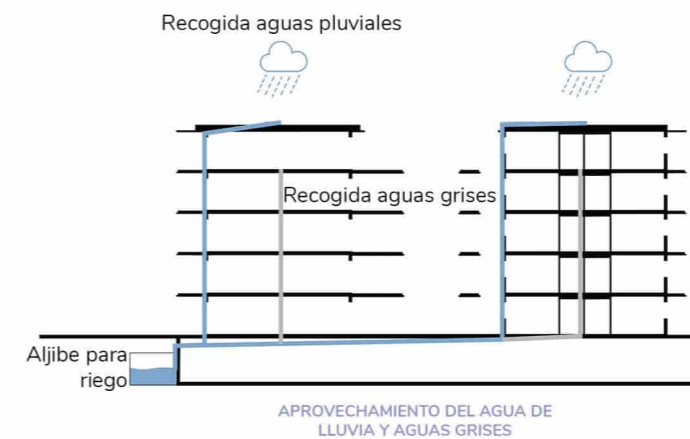 Recogida aguas pluviales
Recogida aguas grises
Aljibe para
riego
APROVECHAMIENTO DEL AGUA DE
LLUVIA Y AGUAS GRISES